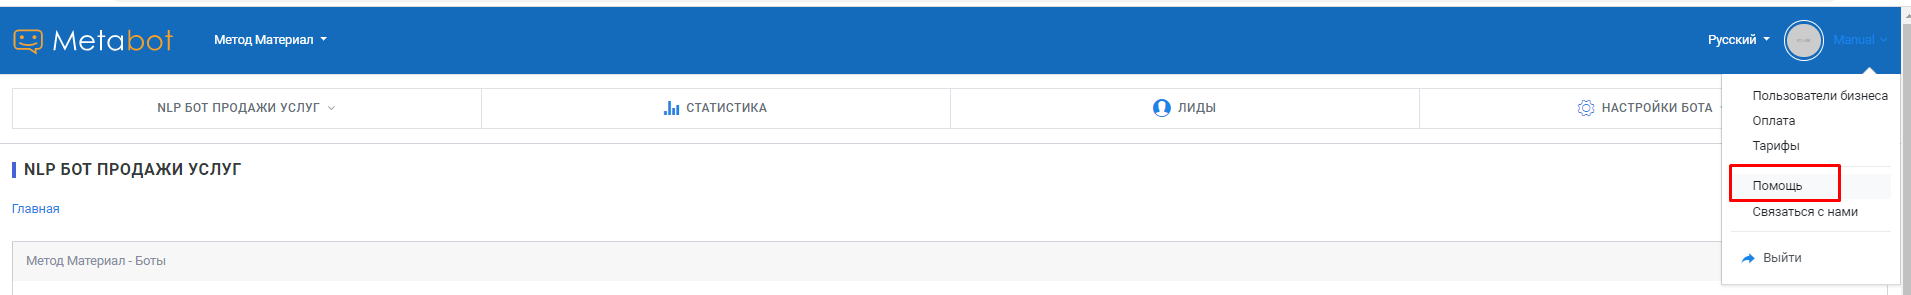 Metabot Метод Материал Русский Manual
NLP БОТ ПРОДАЖИ УСЛУГ СТАТИСТИКА ЛИДЫ НАСТРОЙКИ БОТА
Пользователи бизнеса
Оплата
Тарифы
Помощь
Связаться с нами
Выйти
NLP БОТ ПРОДАЖИ УСЛУГ
Главная
Метод Материал - Боты